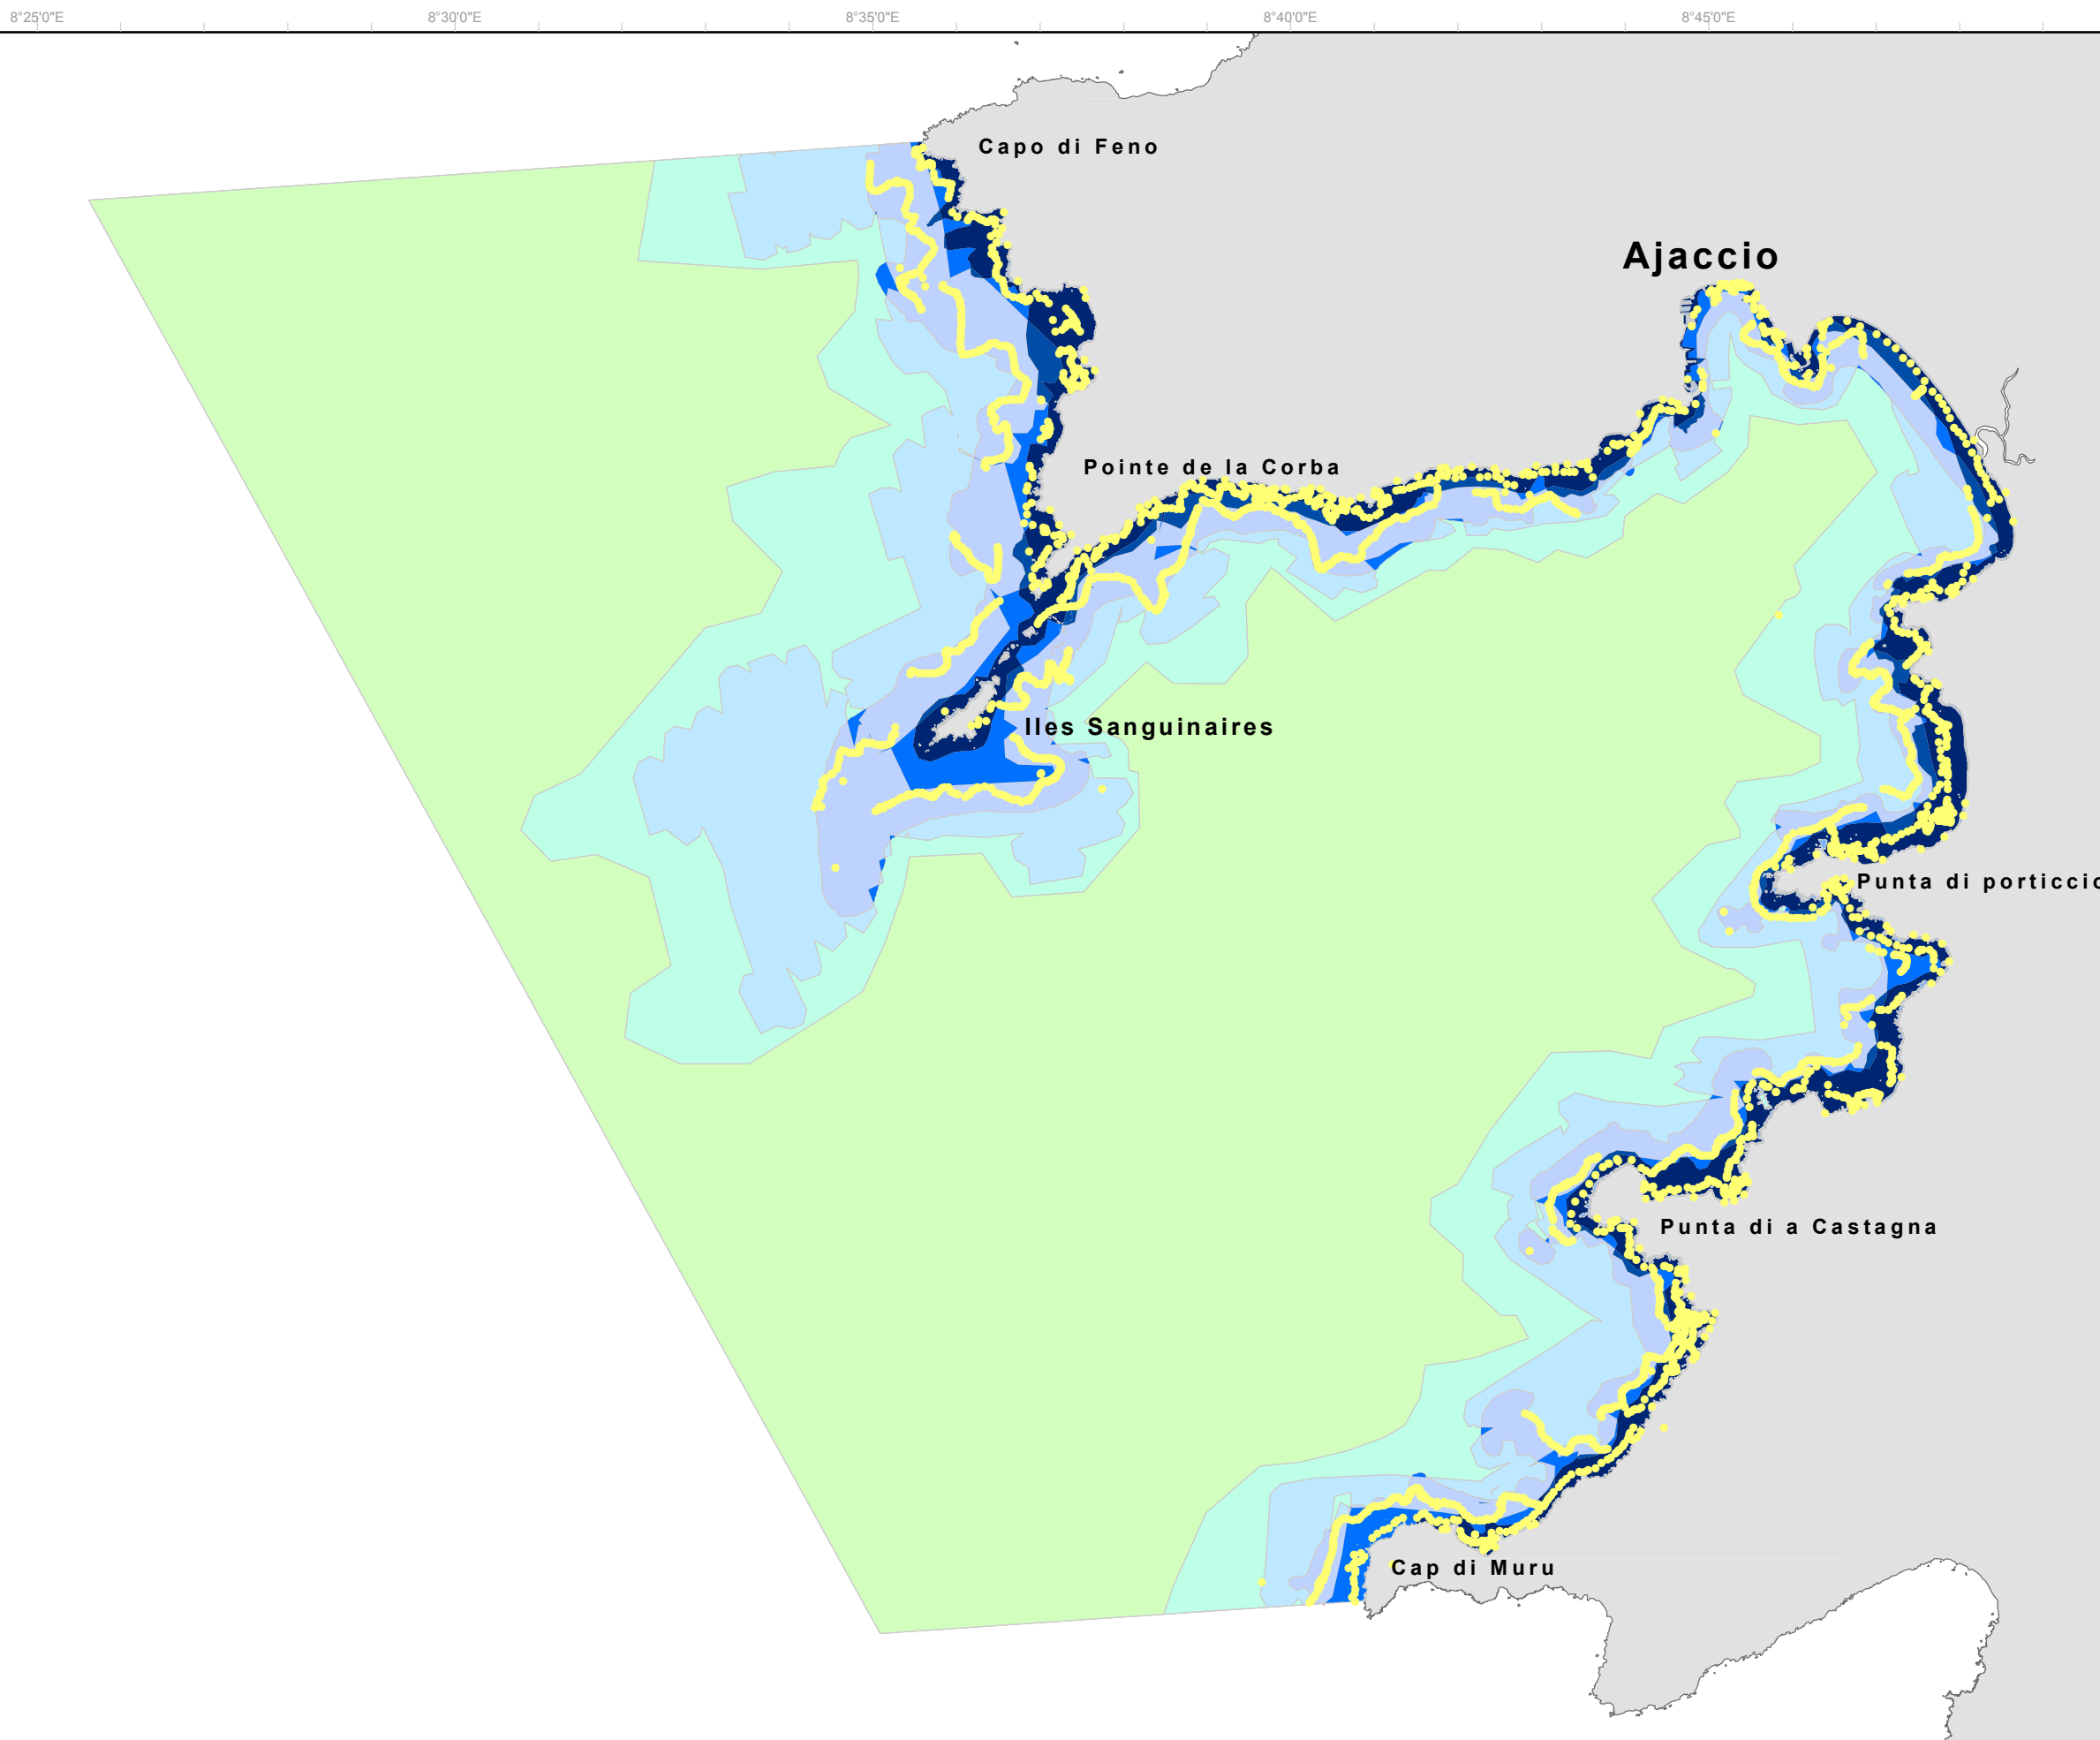 8°25'0"E 8°30'0"E 8°35'0"E 8°40'0"E 8°45'0"E
Capo di Feno
Ajaccio
Pointe de la Corba
Iles Sanguinaires
Punta di porticcio
Punta di a Castagna
Cap di Muru